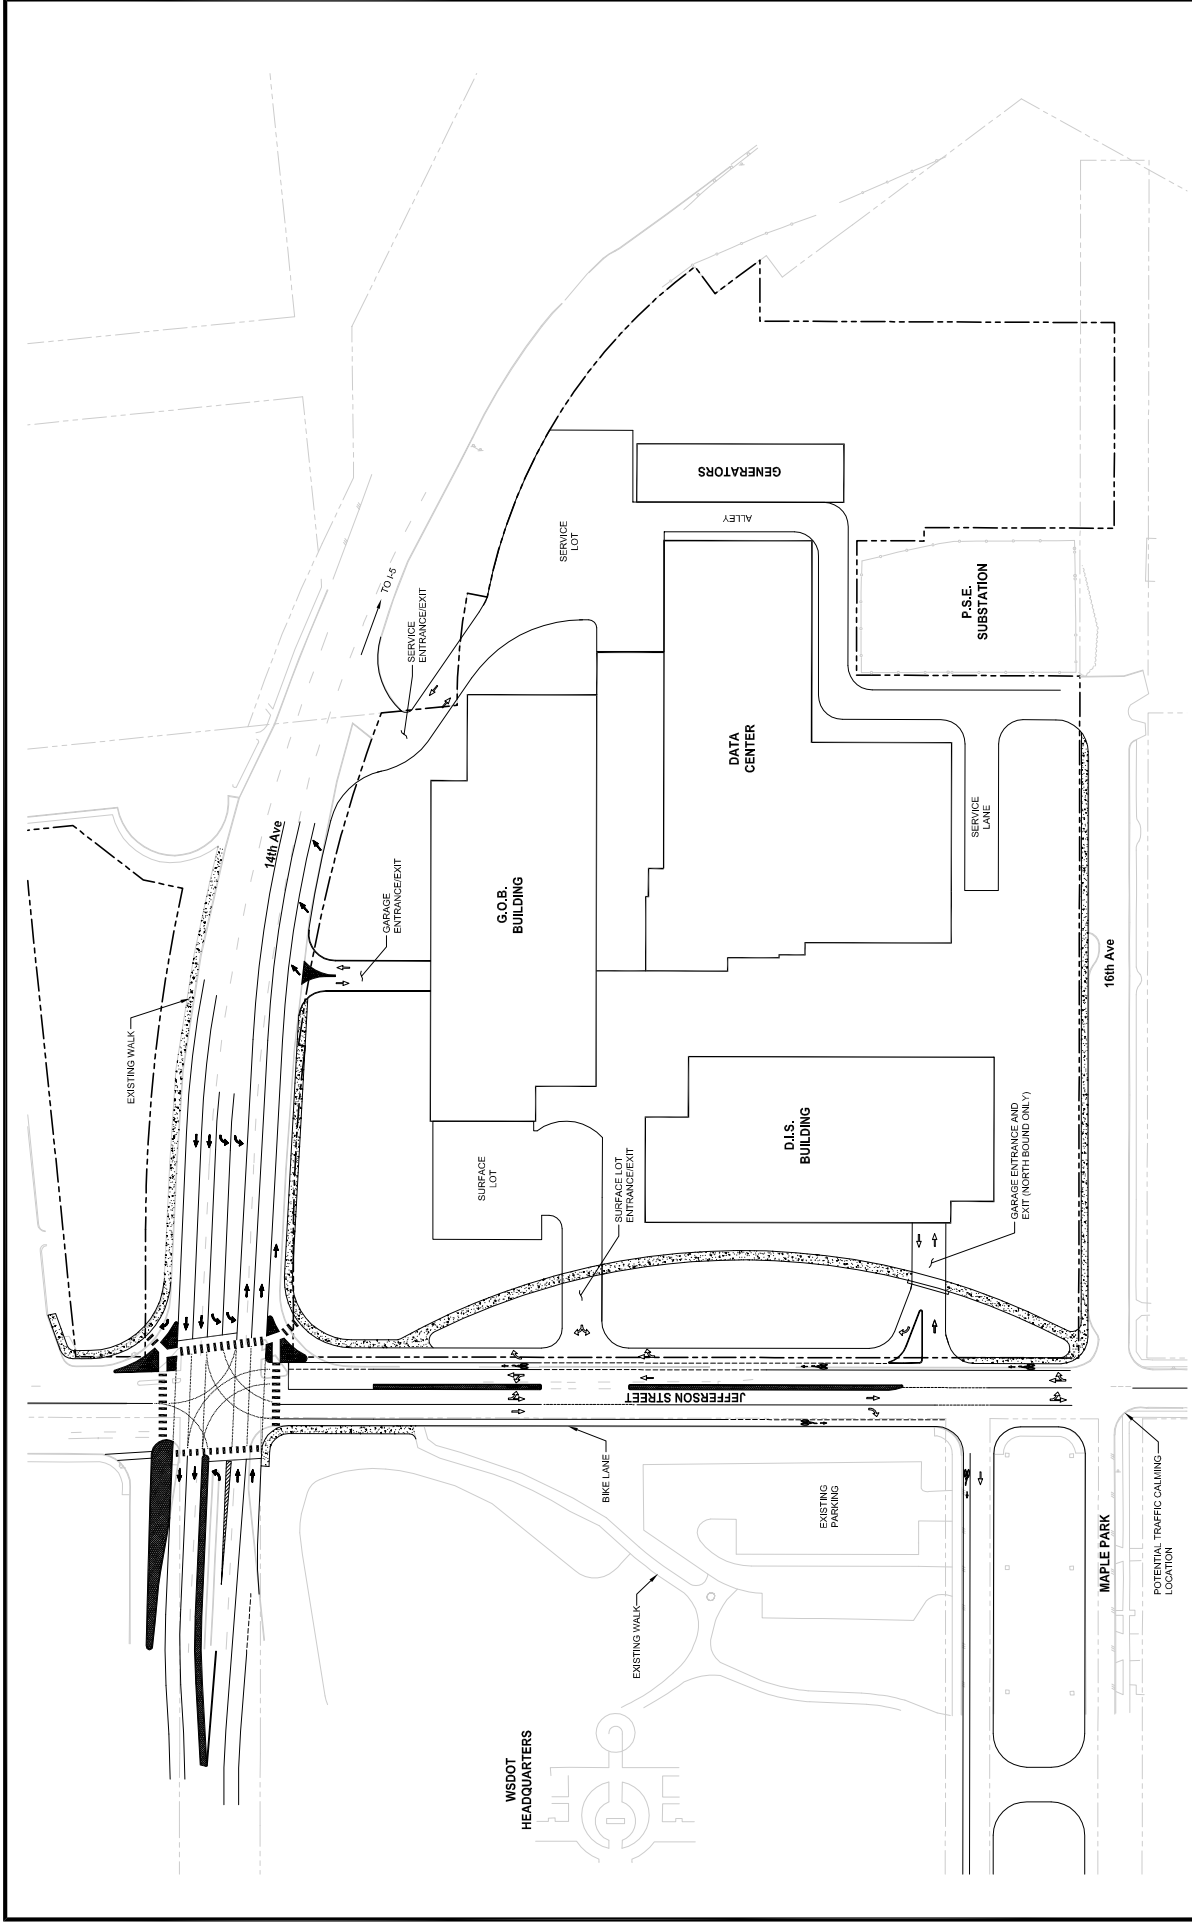 TO I-5
SERVICE
ENTRANCE/EXIT
SERVICE
LOT
GENERATORS
ALLEY
P.S.E.
SUBSTATION
14th Ave
GARAGE
ENTRANCE/EXIT
G.O.B.
BUILDING
DATA
CENTER
SERVICE
LANE
16th Ave
EXISTING WALK
SURFACE
LOT
SURFACE LOT
ENTRANCE/EXIT
D.I.S.
BUILDING
GARAGE ENTRANCE AND
EXIT (NORTH BOUND ONLY)
JEFFERSON STREET
BIKE LANE
EXISTING
PARKING
EXISTING WALK
MAPLE PARK
POTENTIAL TRAFFIC CALMING
LOCATION
WSDOT
HEADQUARTERS